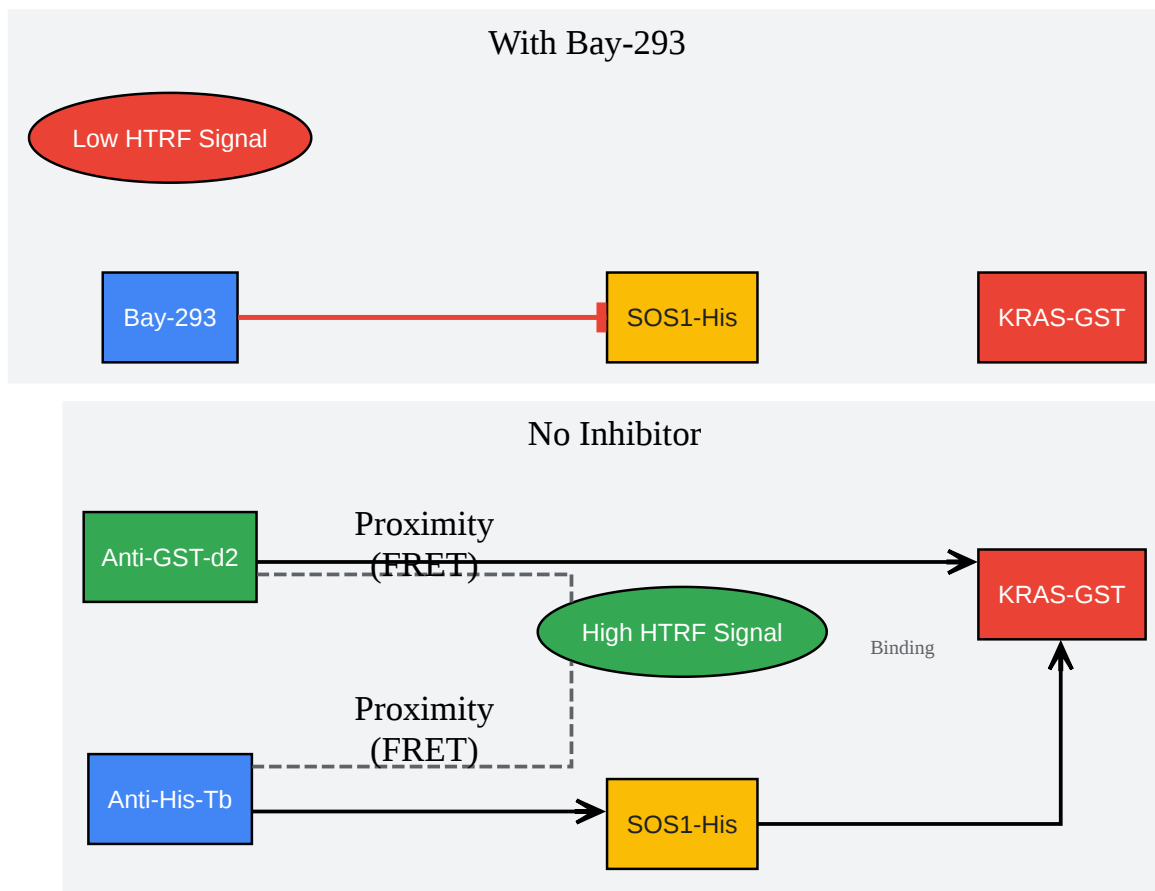 With Bay-293
Low HTRF Signal
Bay-293
SOS1-His
KRAS-GST
No Inhibitor
Anti-GST-d2
Proximity
(FRET)
KRAS-GST
High HTRF Signal
Binding
Proximity
(FRET)
Anti-His-Tb
SOS1-His